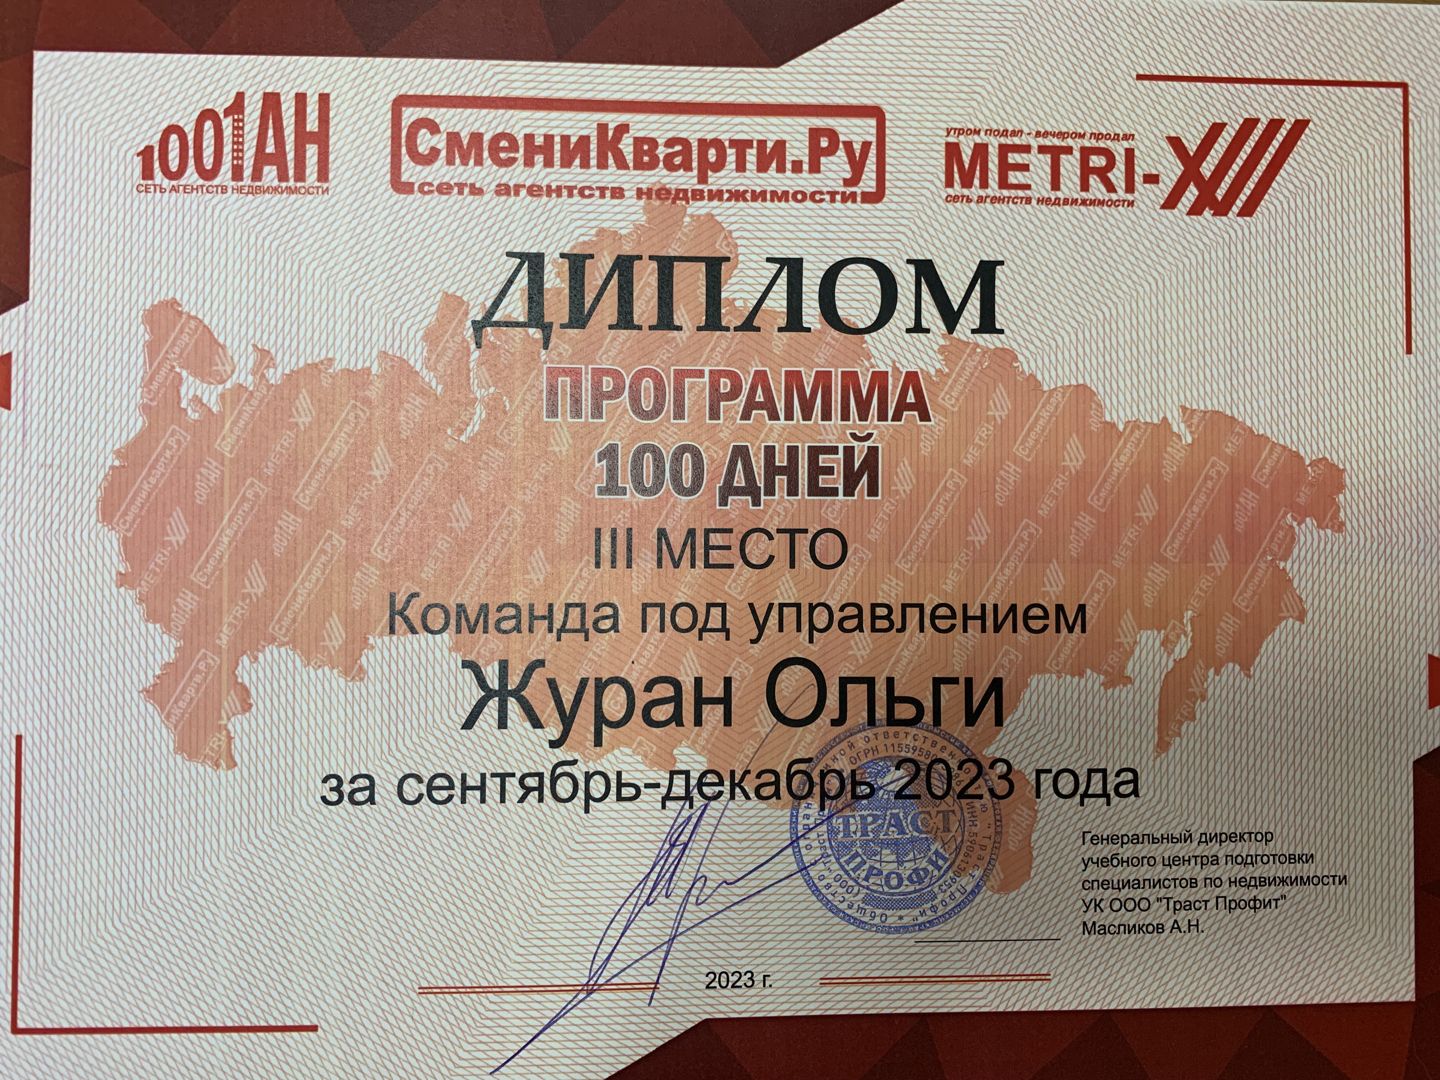 1001АН
СЕТЬ АГЕНТСТВ НЕДВИЖИМОСТИ
СмениКварти.Ру
сеть агентств недвижимости
утром подал - вечером продал
METRI-X
сеть агентств недвижимости
ДИПЛОМ
ПРОГРАММА
100 ДНЕЙ
III МЕСТО
Команда под управлением
Журан Ольги
за сентябрь-декабрь 2023 года
ТРАСТ
ПРОФИ
Генеральный директор
учебного центра подготовки
специалистов по недвижимости
УК ООО "Траст Профит"
Масликов А.Н.
2023 г.